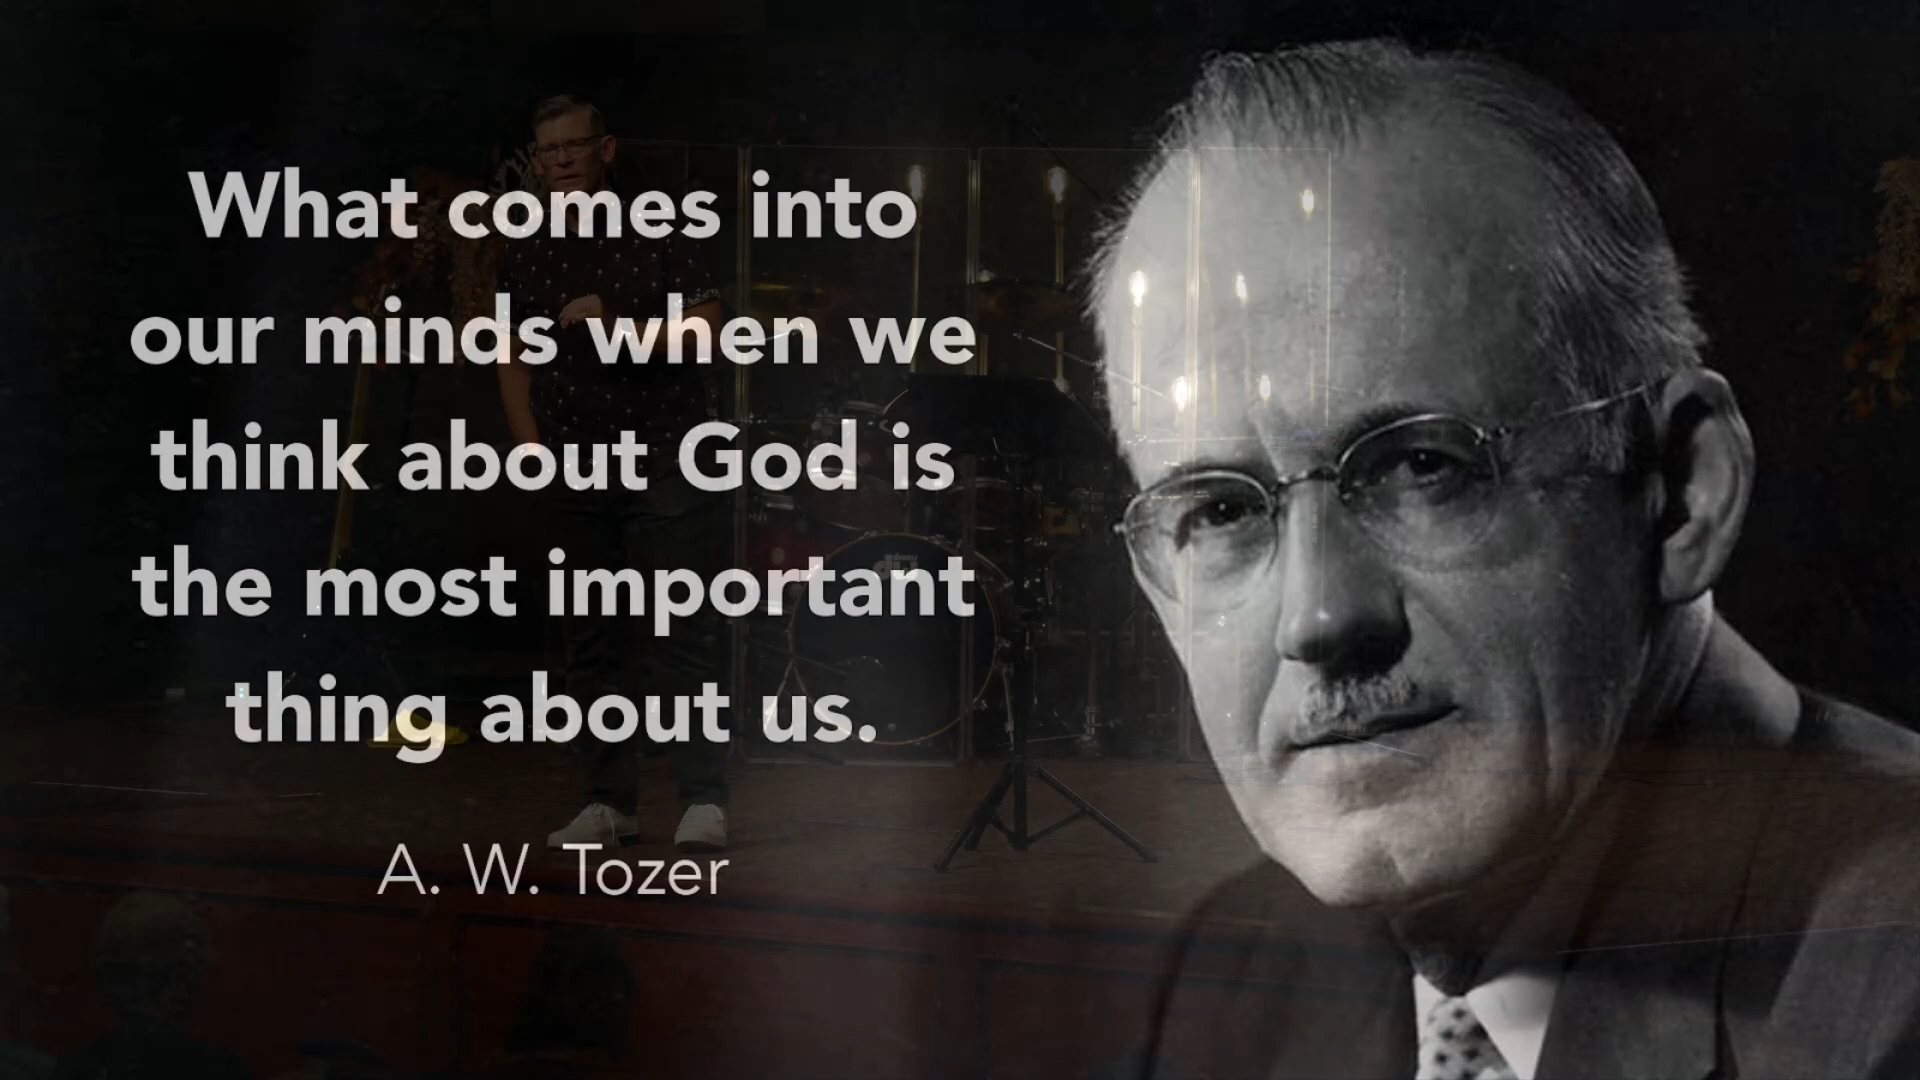 What comes into
our minds when we
think about God is
the most important
thing about us.
A. W. Tozer